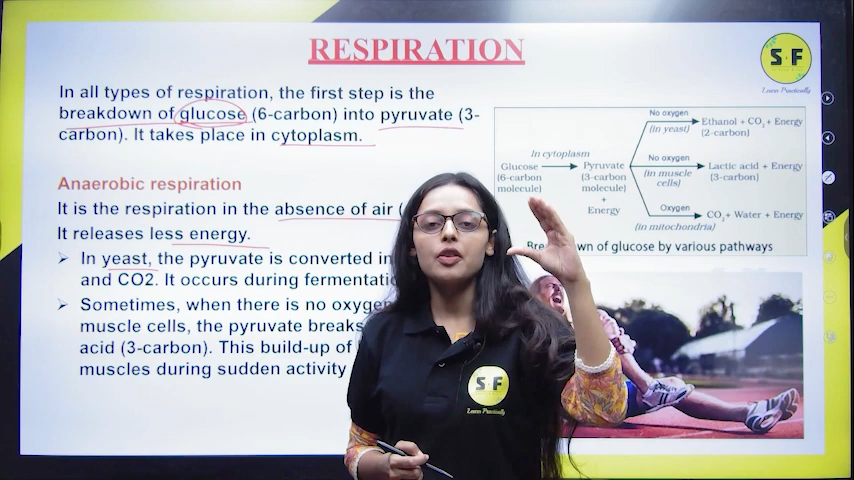 RESPIRATION
S F
Learn Practically
In all types of respiration, the first step is the
breakdown of glucose (6-carbon) into pyruvate (3-
carbon). It takes place in cytoplasm.
Anaerobic respiration
It is the respiration in the absence of air (
It releases less energy.
In yeast, the pyruvate is converted in
and CO2. It occurs during fermentatio
Sometimes, when there is no oxygen
muscle cells, the pyruvate breaks
acid (3-carbon). This build-up of
muscles during sudden activity
In cytoplasm
Glucose
(6-carbon
molecule)
Pyruvate
(3-carbon
molecule)
+
Energy
No oxygen
(in yeast)
Ethanol + CO2 + Energy
(2-carbon)
No oxygen
(in muscle
cells)
Lactic acid + Energy
(3-carbon)
Oxygen
(in mitochondria)
CO2 + Water + Energy
Bre down of glucose by various pathways
S F
Learn Practically